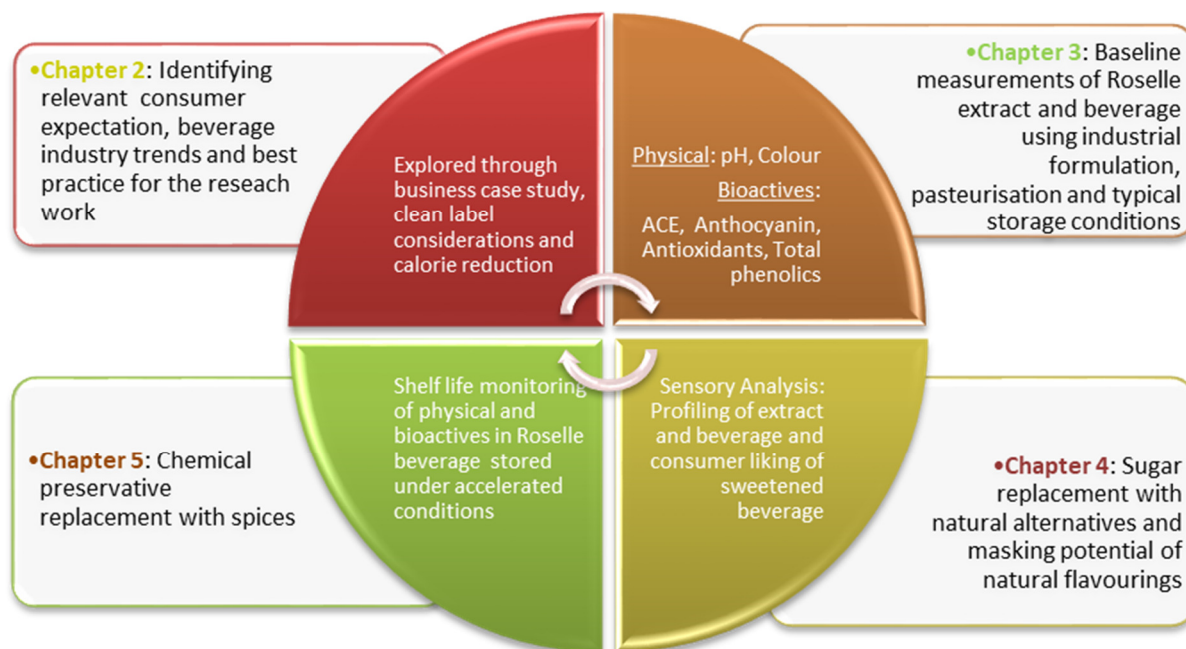 •Chapter 2: Identifying
relevant consumer
expectation, beverage
industry trends and best
practice for the reseach
work
Explored through
business case study,
clean label
considerations and
calorie reduction
Physical: pH, Colour
Bioactives:
ACE, Anthocyanin,
Antioxidants, Total
phenolics
•Chapter 3: Baseline
measurements of Roselle
extract and beverage
using industrial
formulation,
pasteurisation and typical
storage conditions
•Chapter 5: Chemical
preservative
replacement with spices
Shelf life monitoring
of physical and
bioactives in Roselle
beverage stored
under accelerated
conditions
Sensory Analysis:
Profiling of extract
and beverage and
consumer liking of
sweetened
beverage
•Chapter 4: Sugar
replacement with
natural alternatives and
masking potential of
natural flavourings